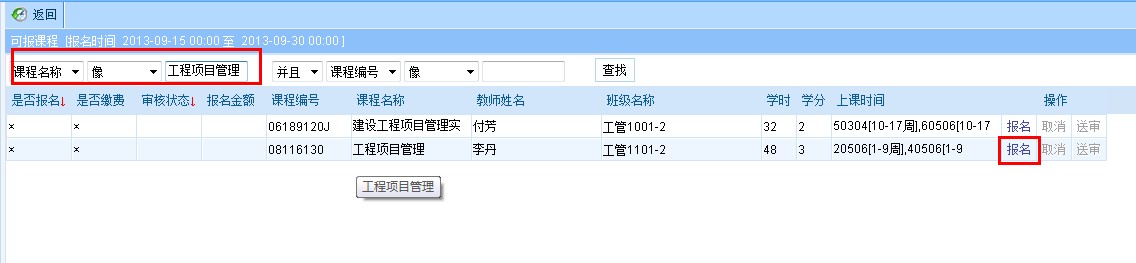 返回
可报课程 [报名时间 2013-09-15 00:00 至 2013-09-30 00:00 ]
课程名称 像 工程项目管理 并且 课程编号 像 查找
是否报名↓ 是否缴费 审核状态↓ 报名金额 课程编号 课程名称 教师姓名 班级名称 学时 学分 上课时间 操作
× × 06189120J 建设工程项目管理实 付芳 工管1001-2 32 2 50304[10-17周],60506[10-17 报名 取消 送审
× × 08116130 工程项目管理 李丹 工管1101-2 48 3 20506[1-9周],40506[1-9 报名 取消 送审
工程项目管理